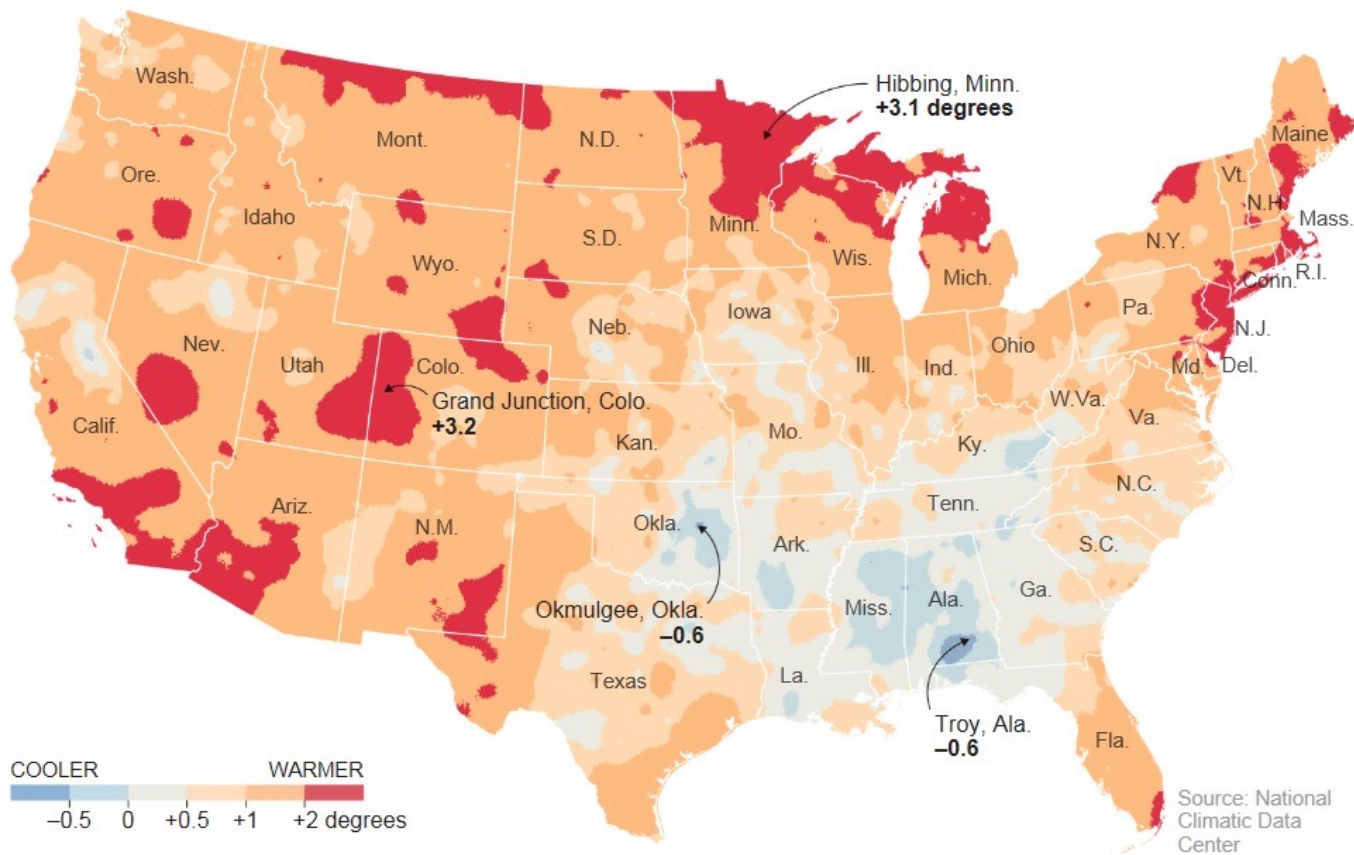 Wash.
Mont.
N.D.
Hibbing, Minn.
+3.1 degrees
Maine
Ore.
Idaho
Vt.
N.H.
Minn.
Mass.
S.D.
Wyo.
Wis.
N.Y.
Mich.
R.I.
Conn.
Iowa
Neb.
Pa.
N.J.
Nev.
Utah
Colo.
Ill.
Ind.
Ohio
Md.
Del.
Grand Junction, Colo.
+3.2
W.Va.
Va.
Calif.
Kan.
Mo.
Ky.
N.C.
Ariz.
N.M.
Okla.
Tenn.
Ark.
S.C.
Okmulgee, Okla.
–0.6
Miss.
Ala.
Ga.
Texas
La.
Troy, Ala.
–0.6
Fla.
COOLER WARMER
–0.5 0 +0.5 +1 +2 degrees
Source: National
Climatic Data
Center